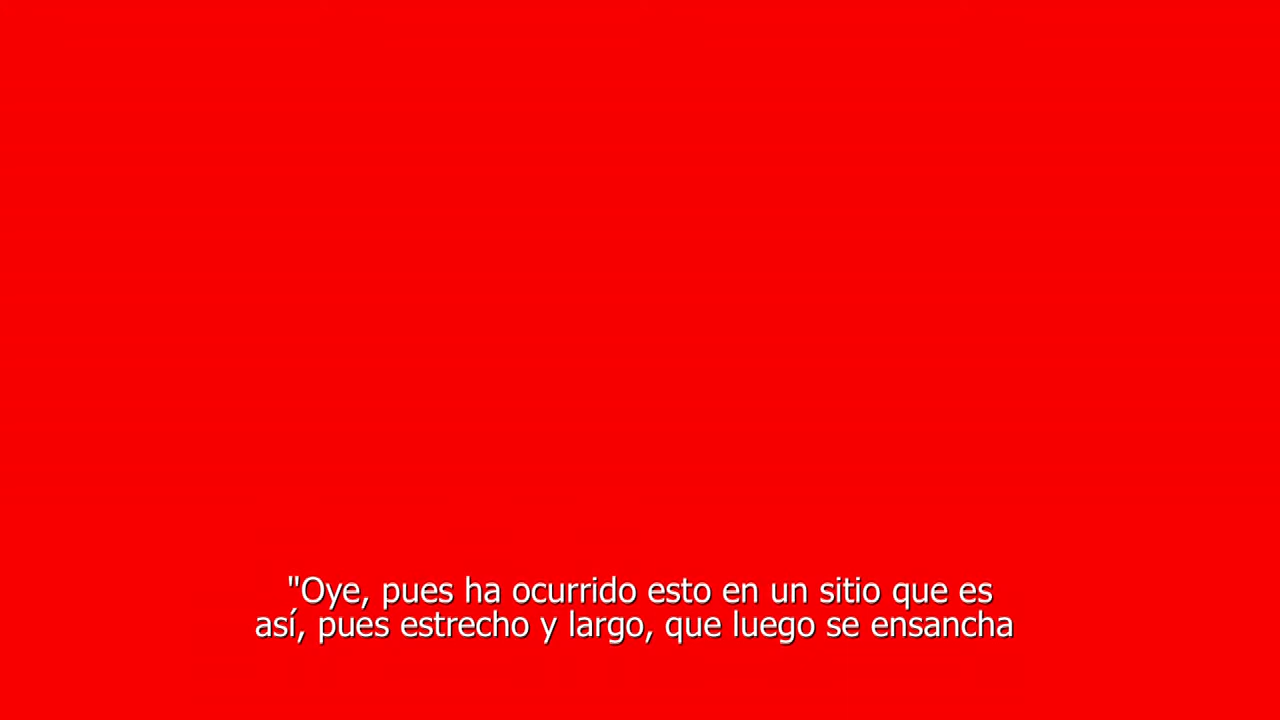 "Oye, pues ha ocurrido esto en un sitio que es
así, pues estrecho y largo, que luego se ensancha